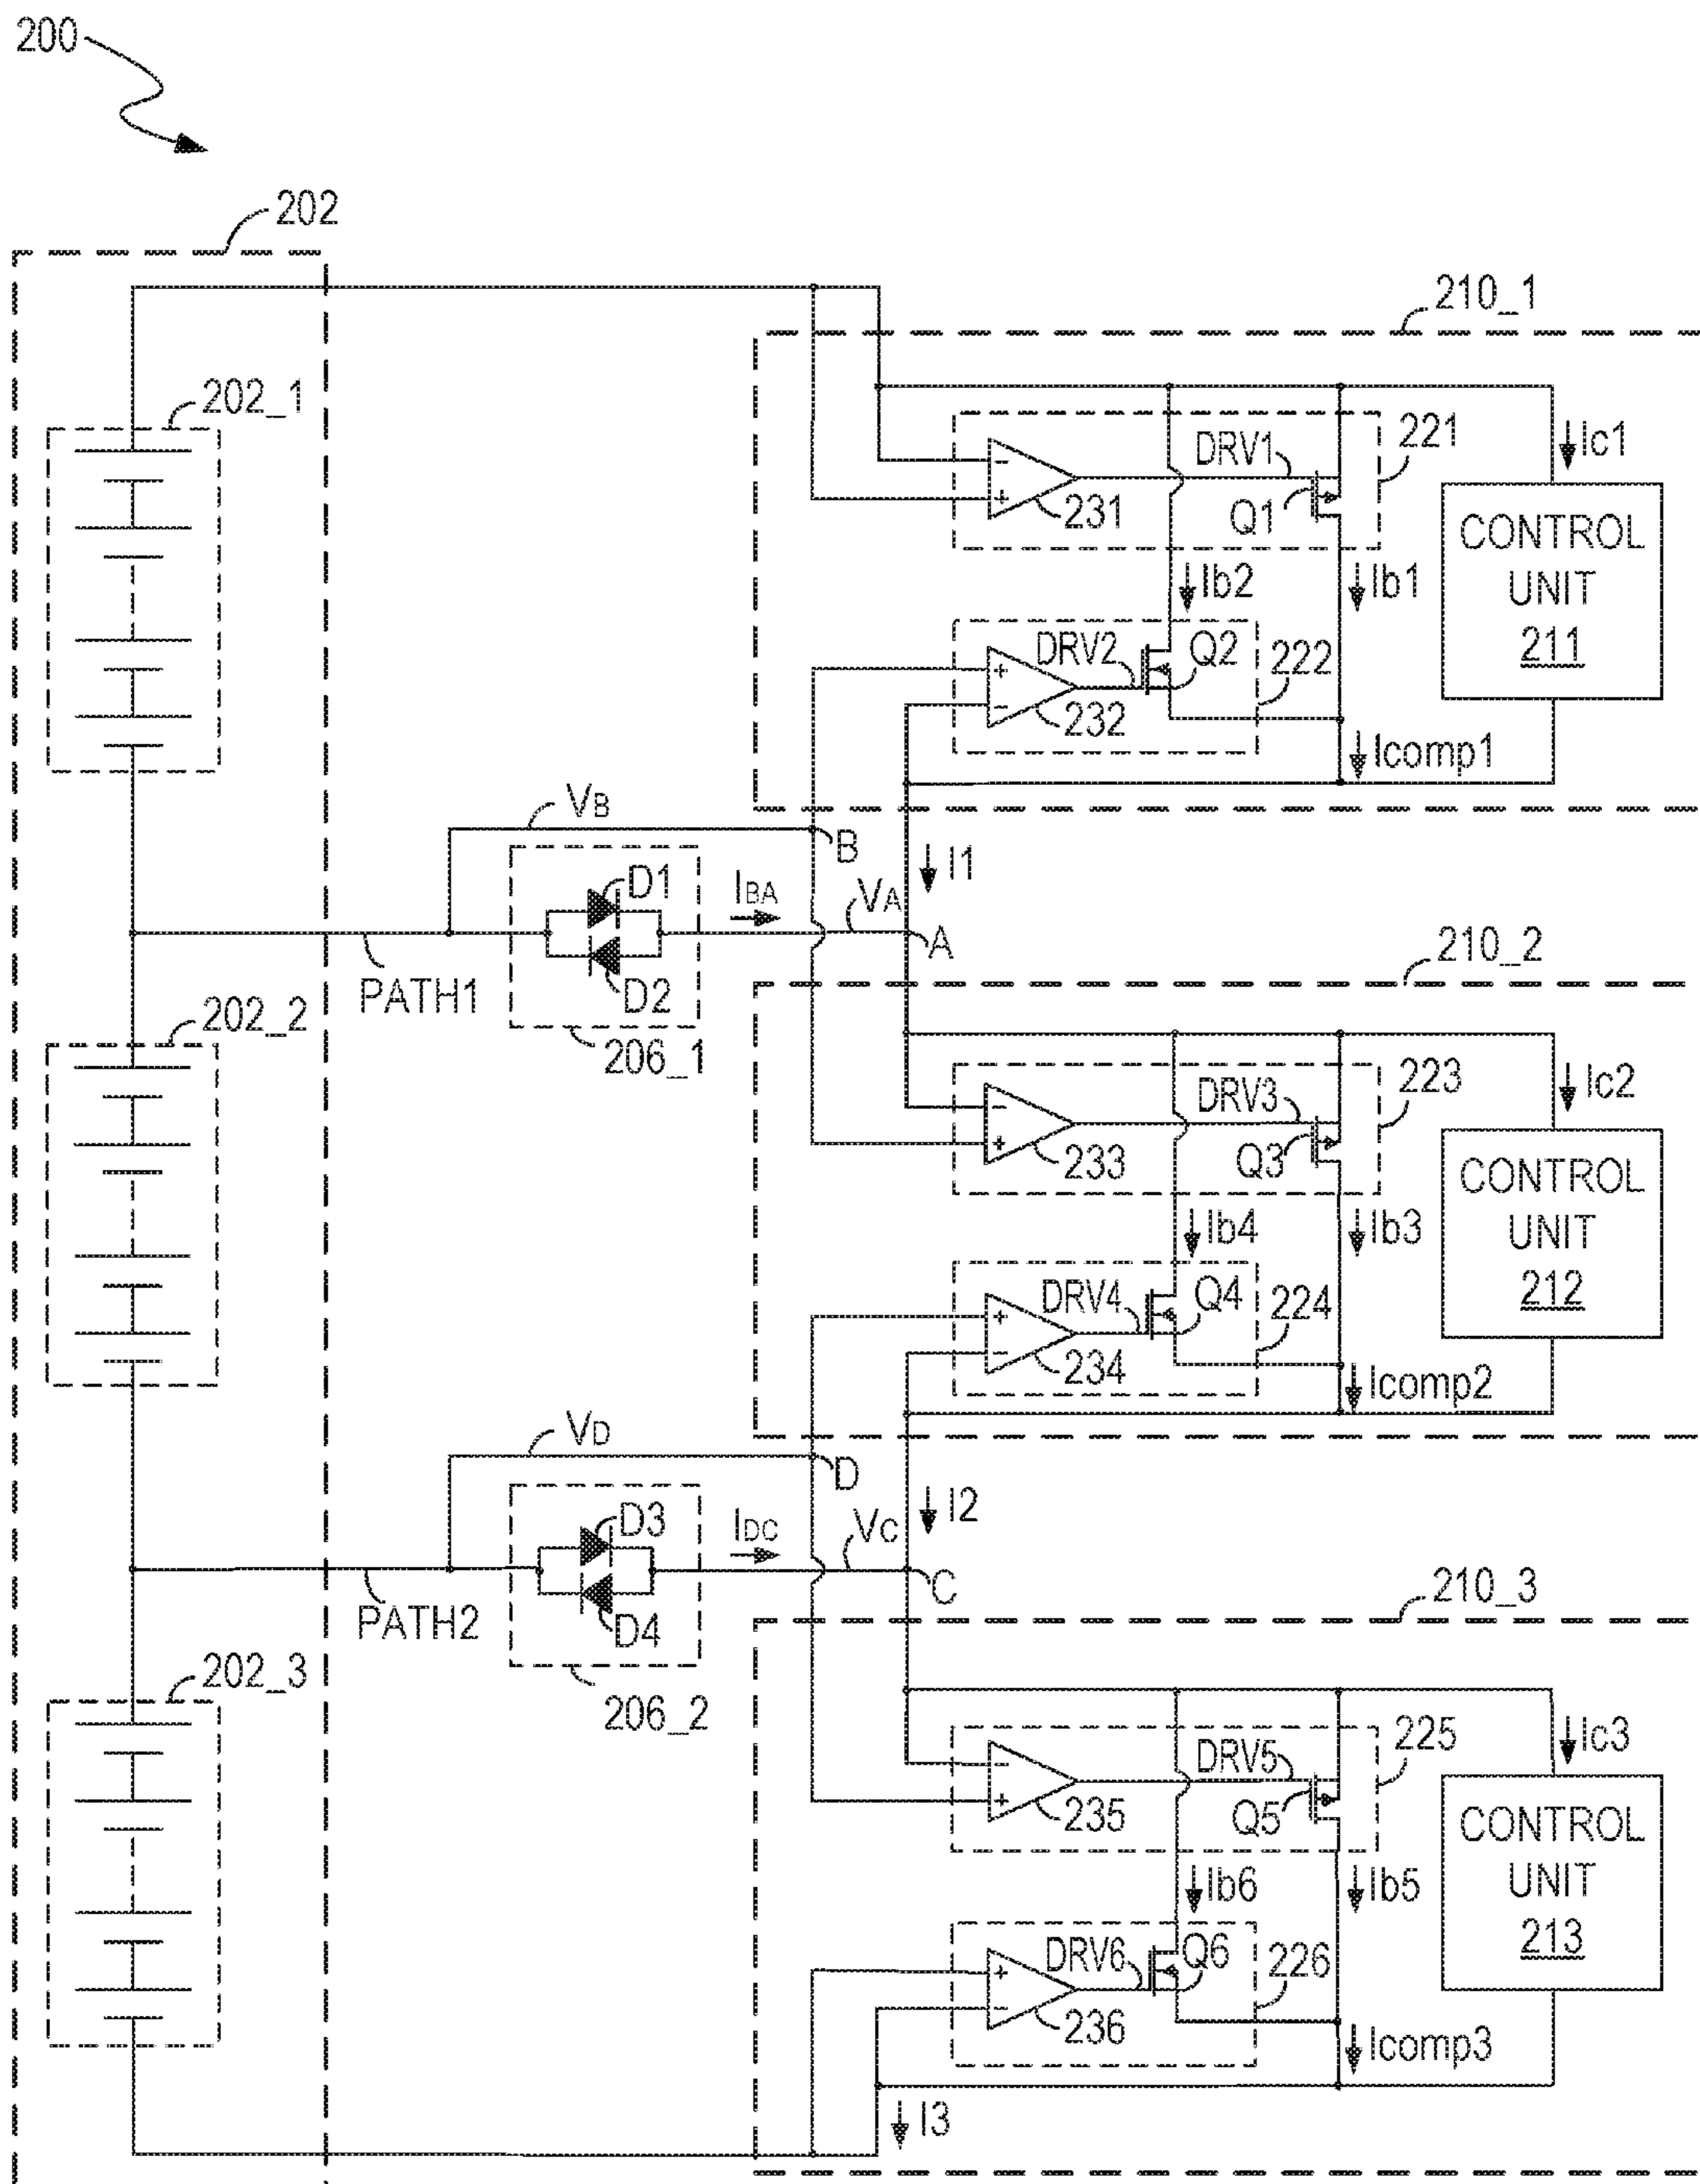 200
202
210_1
202_1
DRV1
221
Ic1
231
Q1
CONTROL
UNIT
211
Ib2
Ib1
DRV2
Q2
222
232
Icomp1
VB
B
D1
IBA
VA
I1
A
PATH1
D2
206_1
210_2
202_2
DRV3
223
Ic2
233
Q3
CONTROL
UNIT
212
Ib4
Ib3
DRV4
Q4
224
234
Icomp2
VD
D
D3
IDC
VC
I2
C
PATH2
D4
206_2
210_3
202_3
DRV5
225
Ic3
235
Q5
CONTROL
UNIT
213
Ib6
Ib5
DRV6
Q6
226
236
Icomp3
I3